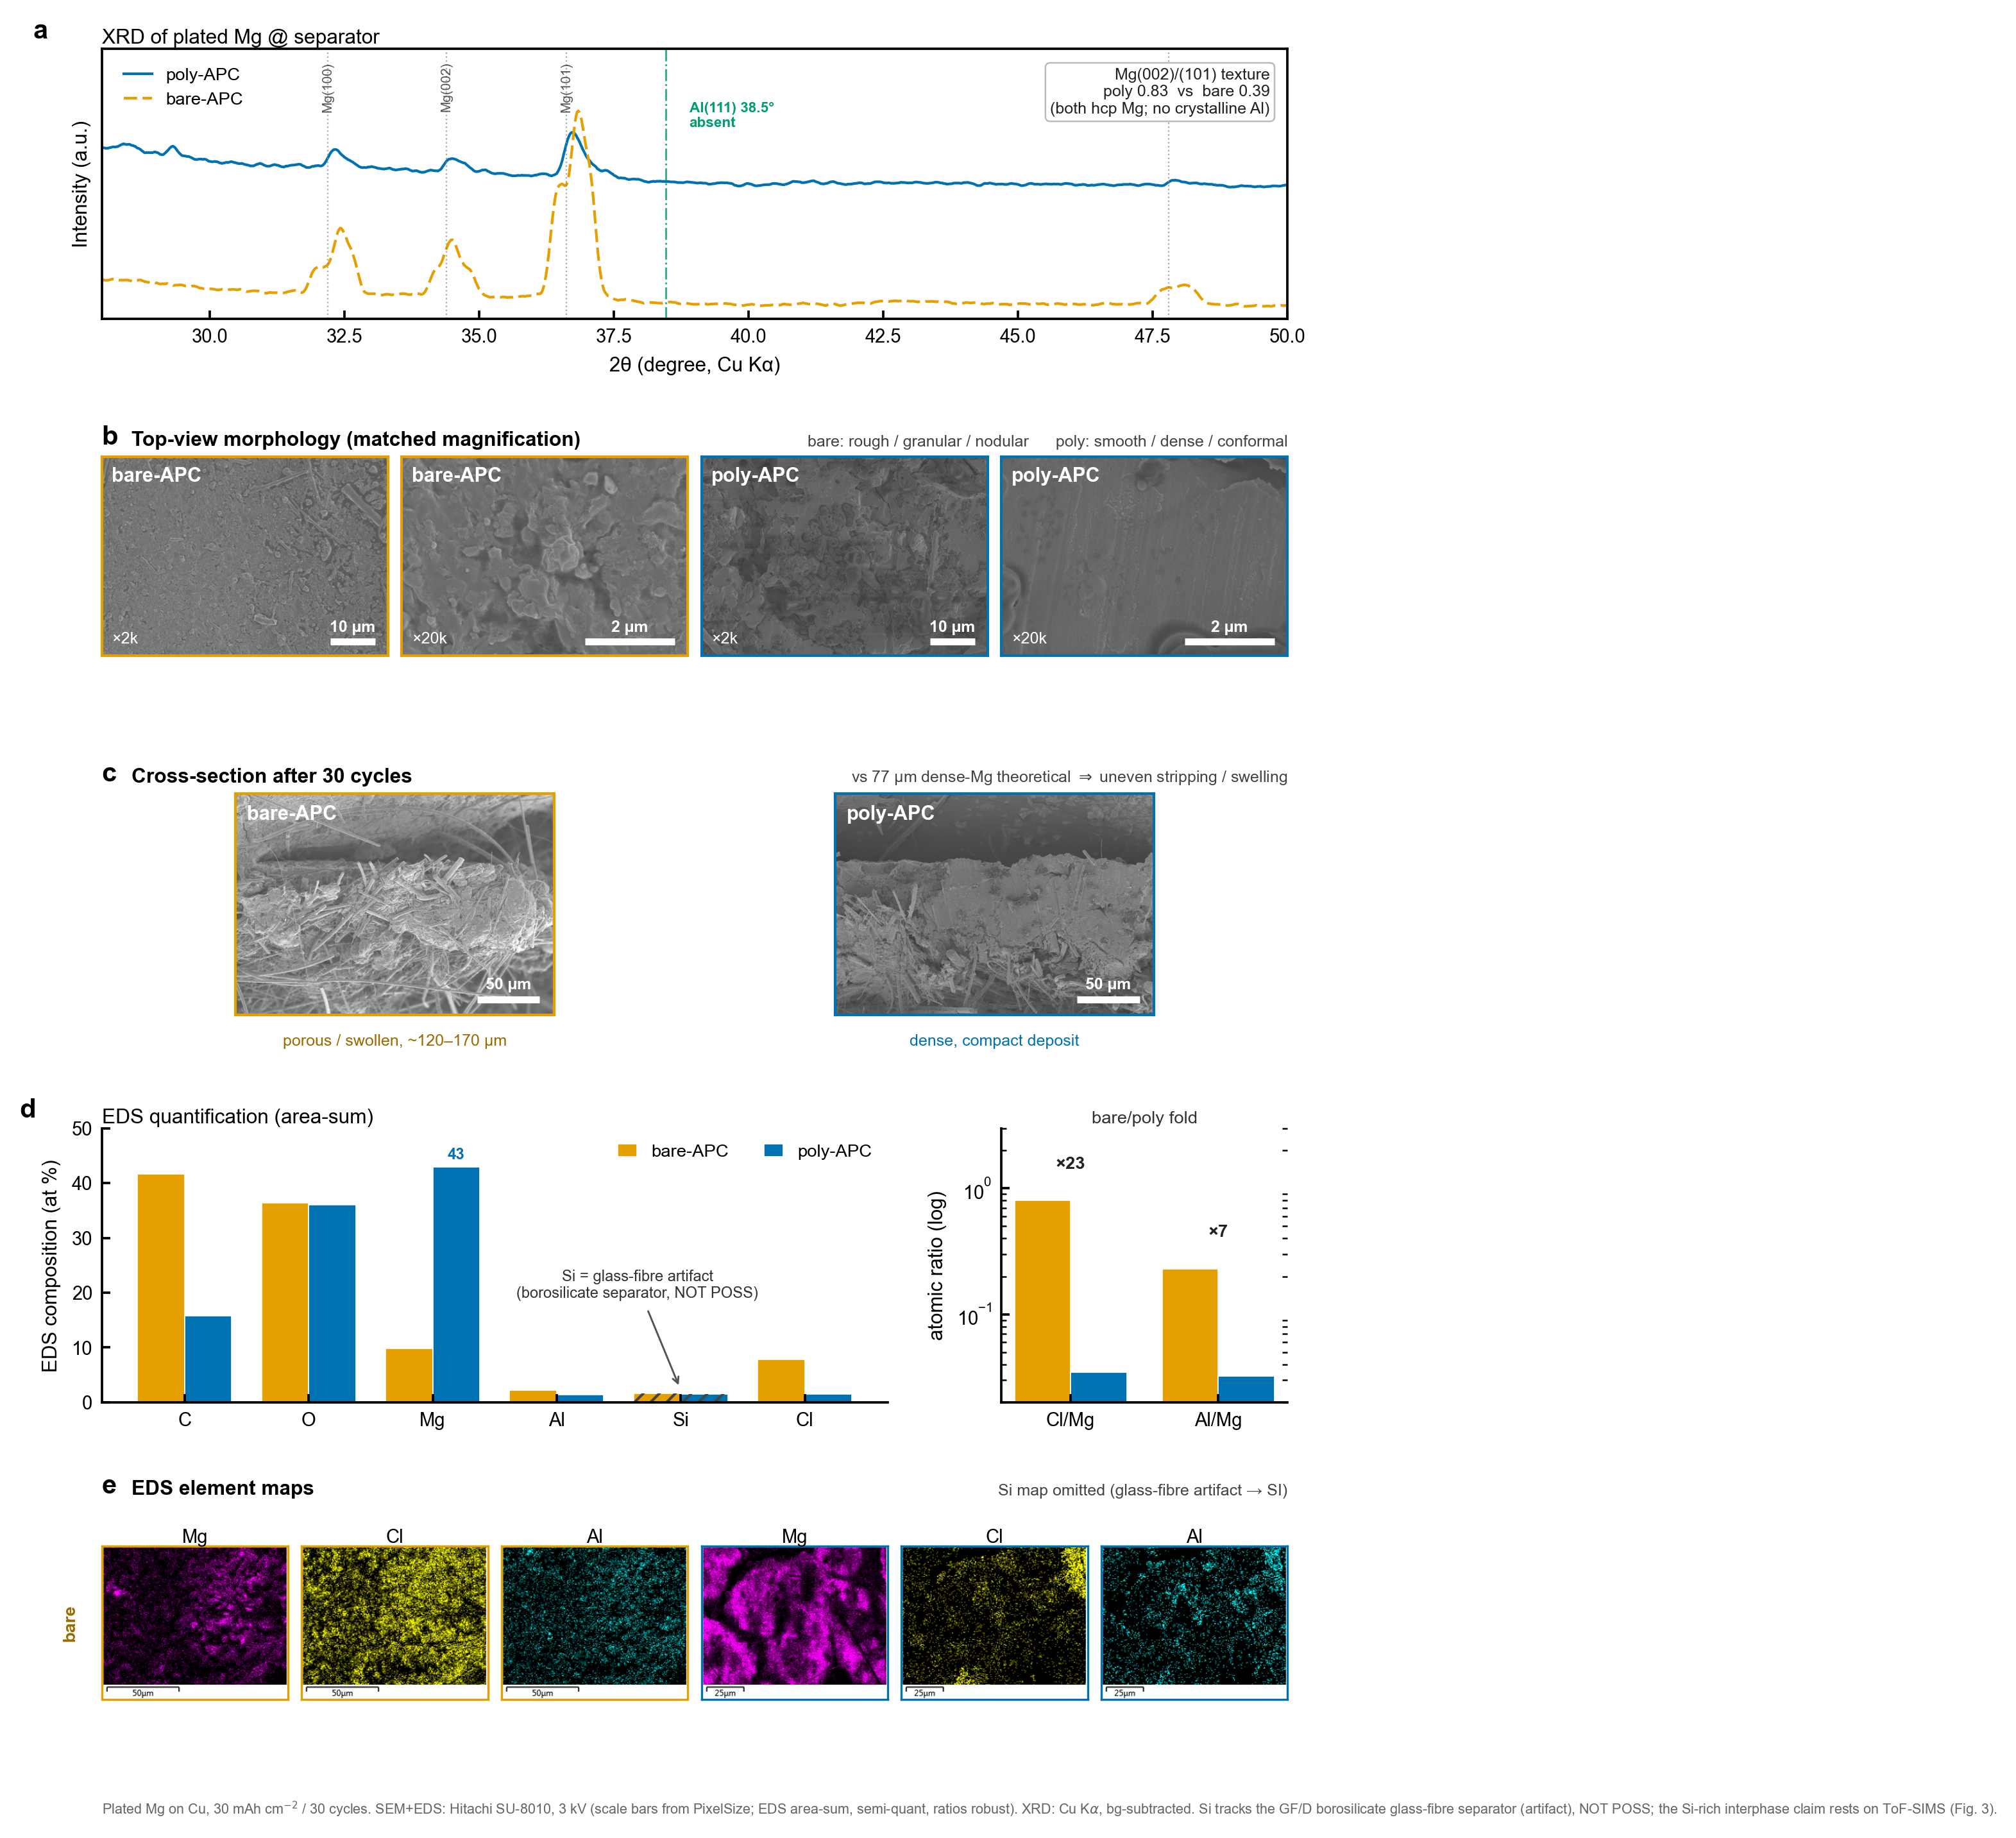 a
XRD of plated Mg @ separator
poly-APC
bare-APC
Mg(100)
Mg(002)
Mg(101)
Al(111) 38.5°
absent
Mg(002)/(101) texture
poly 0.83 vs bare 0.39
(both hcp Mg; no crystalline Al)
Intensity (a.u.)
30.0 32.5 35.0 37.5 40.0 42.5 45.0 47.5 50.0
2θ (degree, Cu Kα)
b Top-view morphology (matched magnification)
bare: rough / granular / nodular poly: smooth / dense / conformal
bare-APC
×2k
10 µm
bare-APC
×20k
2 µm
poly-APC
×2k
10 µm
poly-APC
×20k
2 µm
c Cross-section after 30 cycles
vs 77 µm dense-Mg theoretical ⇒ uneven stripping / swelling
bare-APC
50 µm
poly-APC
50 µm
porous / swollen, ~120–170 µm
dense, compact deposit
d
EDS quantification (area-sum)
EDS composition (at %)
50
40
30
20
10
0
bare-APC
poly-APC
43
Si = glass-fibre artifact
(borosilicate separator, NOT POSS)
C O Mg Al Si Cl
bare/poly fold
atomic ratio (log)
10⁰
10⁻¹
×23
×7
Cl/Mg Al/Mg
e EDS element maps
Si map omitted (glass-fibre artifact → SI)
Mg Cl Al Mg Cl Al
bare
50µm 50µm 50µm 25µm 25µm 25µm
Plated Mg on Cu, 30 mAh cm⁻² / 30 cycles. SEM+EDS: Hitachi SU-8010, 3 kV (scale bars from PixelSize; EDS area-sum, semi-quant, ratios robust). XRD: Cu Kα, bg-subtracted. Si tracks the GF/D borosilicate glass-fibre separator (artifact), NOT POSS; the Si-rich interphase claim rests on ToF-SIMS (Fig. 3).